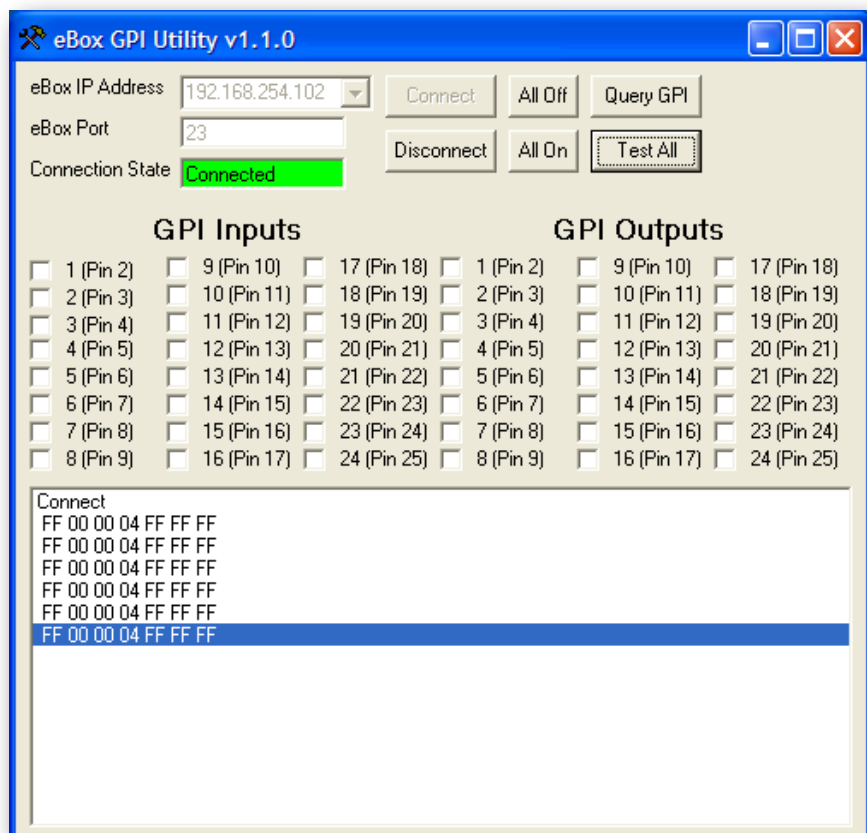 eBox GPI Utility v1.1.0
eBox IP Address 192.168.254.102 Connect All Off Query GPI
eBox Port 23
Disconnect All On Test All
Connection State Connected
GPI Inputs GPI Outputs
1 (Pin 2) 9 (Pin 10) 17 (Pin 18) 1 (Pin 2) 9 (Pin 10) 17 (Pin 18)
2 (Pin 3) 10 (Pin 11) 18 (Pin 19) 2 (Pin 3) 10 (Pin 11) 18 (Pin 19)
3 (Pin 4) 11 (Pin 12) 19 (Pin 20) 3 (Pin 4) 11 (Pin 12) 19 (Pin 20)
4 (Pin 5) 12 (Pin 13) 20 (Pin 21) 4 (Pin 5) 12 (Pin 13) 20 (Pin 21)
5 (Pin 6) 13 (Pin 14) 21 (Pin 22) 5 (Pin 6) 13 (Pin 14) 21 (Pin 22)
6 (Pin 7) 14 (Pin 15) 22 (Pin 23) 6 (Pin 7) 14 (Pin 15) 22 (Pin 23)
7 (Pin 8) 15 (Pin 16) 23 (Pin 24) 7 (Pin 8) 15 (Pin 16) 23 (Pin 24)
8 (Pin 9) 16 (Pin 17) 24 (Pin 25) 8 (Pin 9) 16 (Pin 17) 24 (Pin 25)
Connect
FF 00 00 04 FF FF FF
FF 00 00 04 FF FF FF
FF 00 00 04 FF FF FF
FF 00 00 04 FF FF FF
FF 00 00 04 FF FF FF
FF 00 00 04 FF FF FF